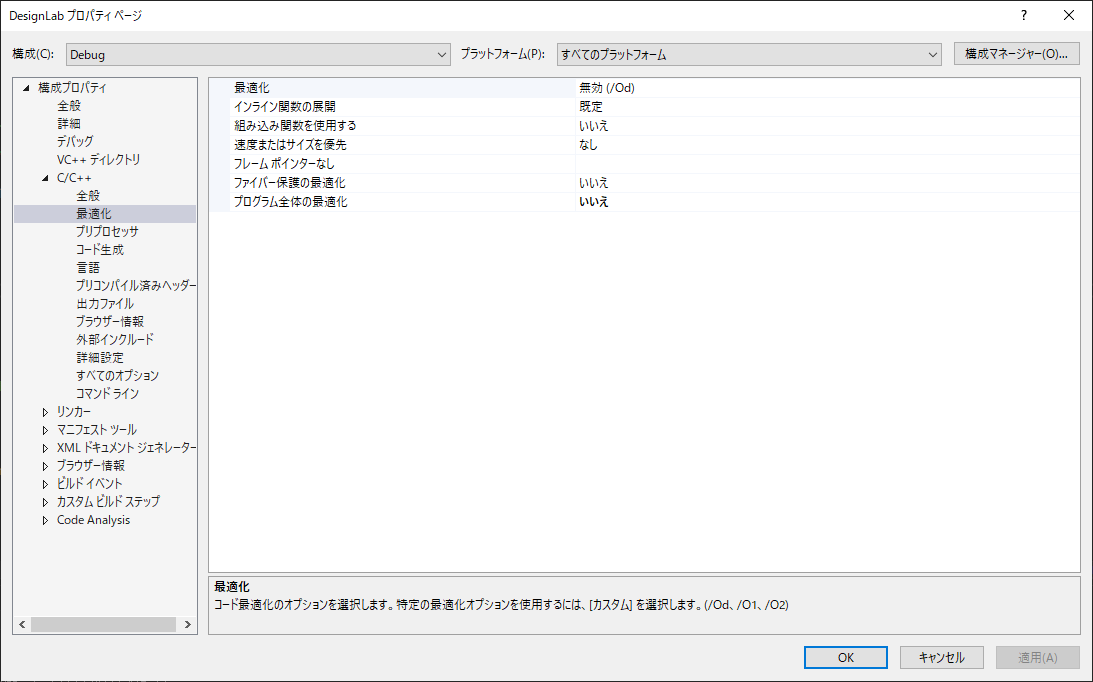 DesignLab プロパティ ページ
?
構成(C): Debug プラットフォーム(P): すべてのプラットフォーム 構成マネージャー(O)...
構成プロパティ
全般
詳細
デバッグ
VC++ ディレクトリ
C/C++
全般
最適化
プリプロセッサ
コード生成
言語
プリコンパイル済みヘッダー
出力ファイル
ブラウザー情報
外部インクルード
詳細設定
すべてのオプション
コマンド ライン
リンカー
マニフェスト ツール
XML ドキュメント ジェネレーター
ブラウザー情報
ビルド イベント
カスタム ビルド ステップ
Code Analysis
最適化 無効 (/Od)
インライン関数の展開 既定
組み込み関数を使用する いいえ
速度またはサイズを優先 なし
フレーム ポインターなし
ファイバー保護の最適化 いいえ
プログラム全体の最適化 いいえ
最適化
コード最適化のオプションを選択します。特定の最適化オプションを使用するには、[カスタム] を選択します。(/Od、/O1、/O2)
OK キャンセル 適用(A)